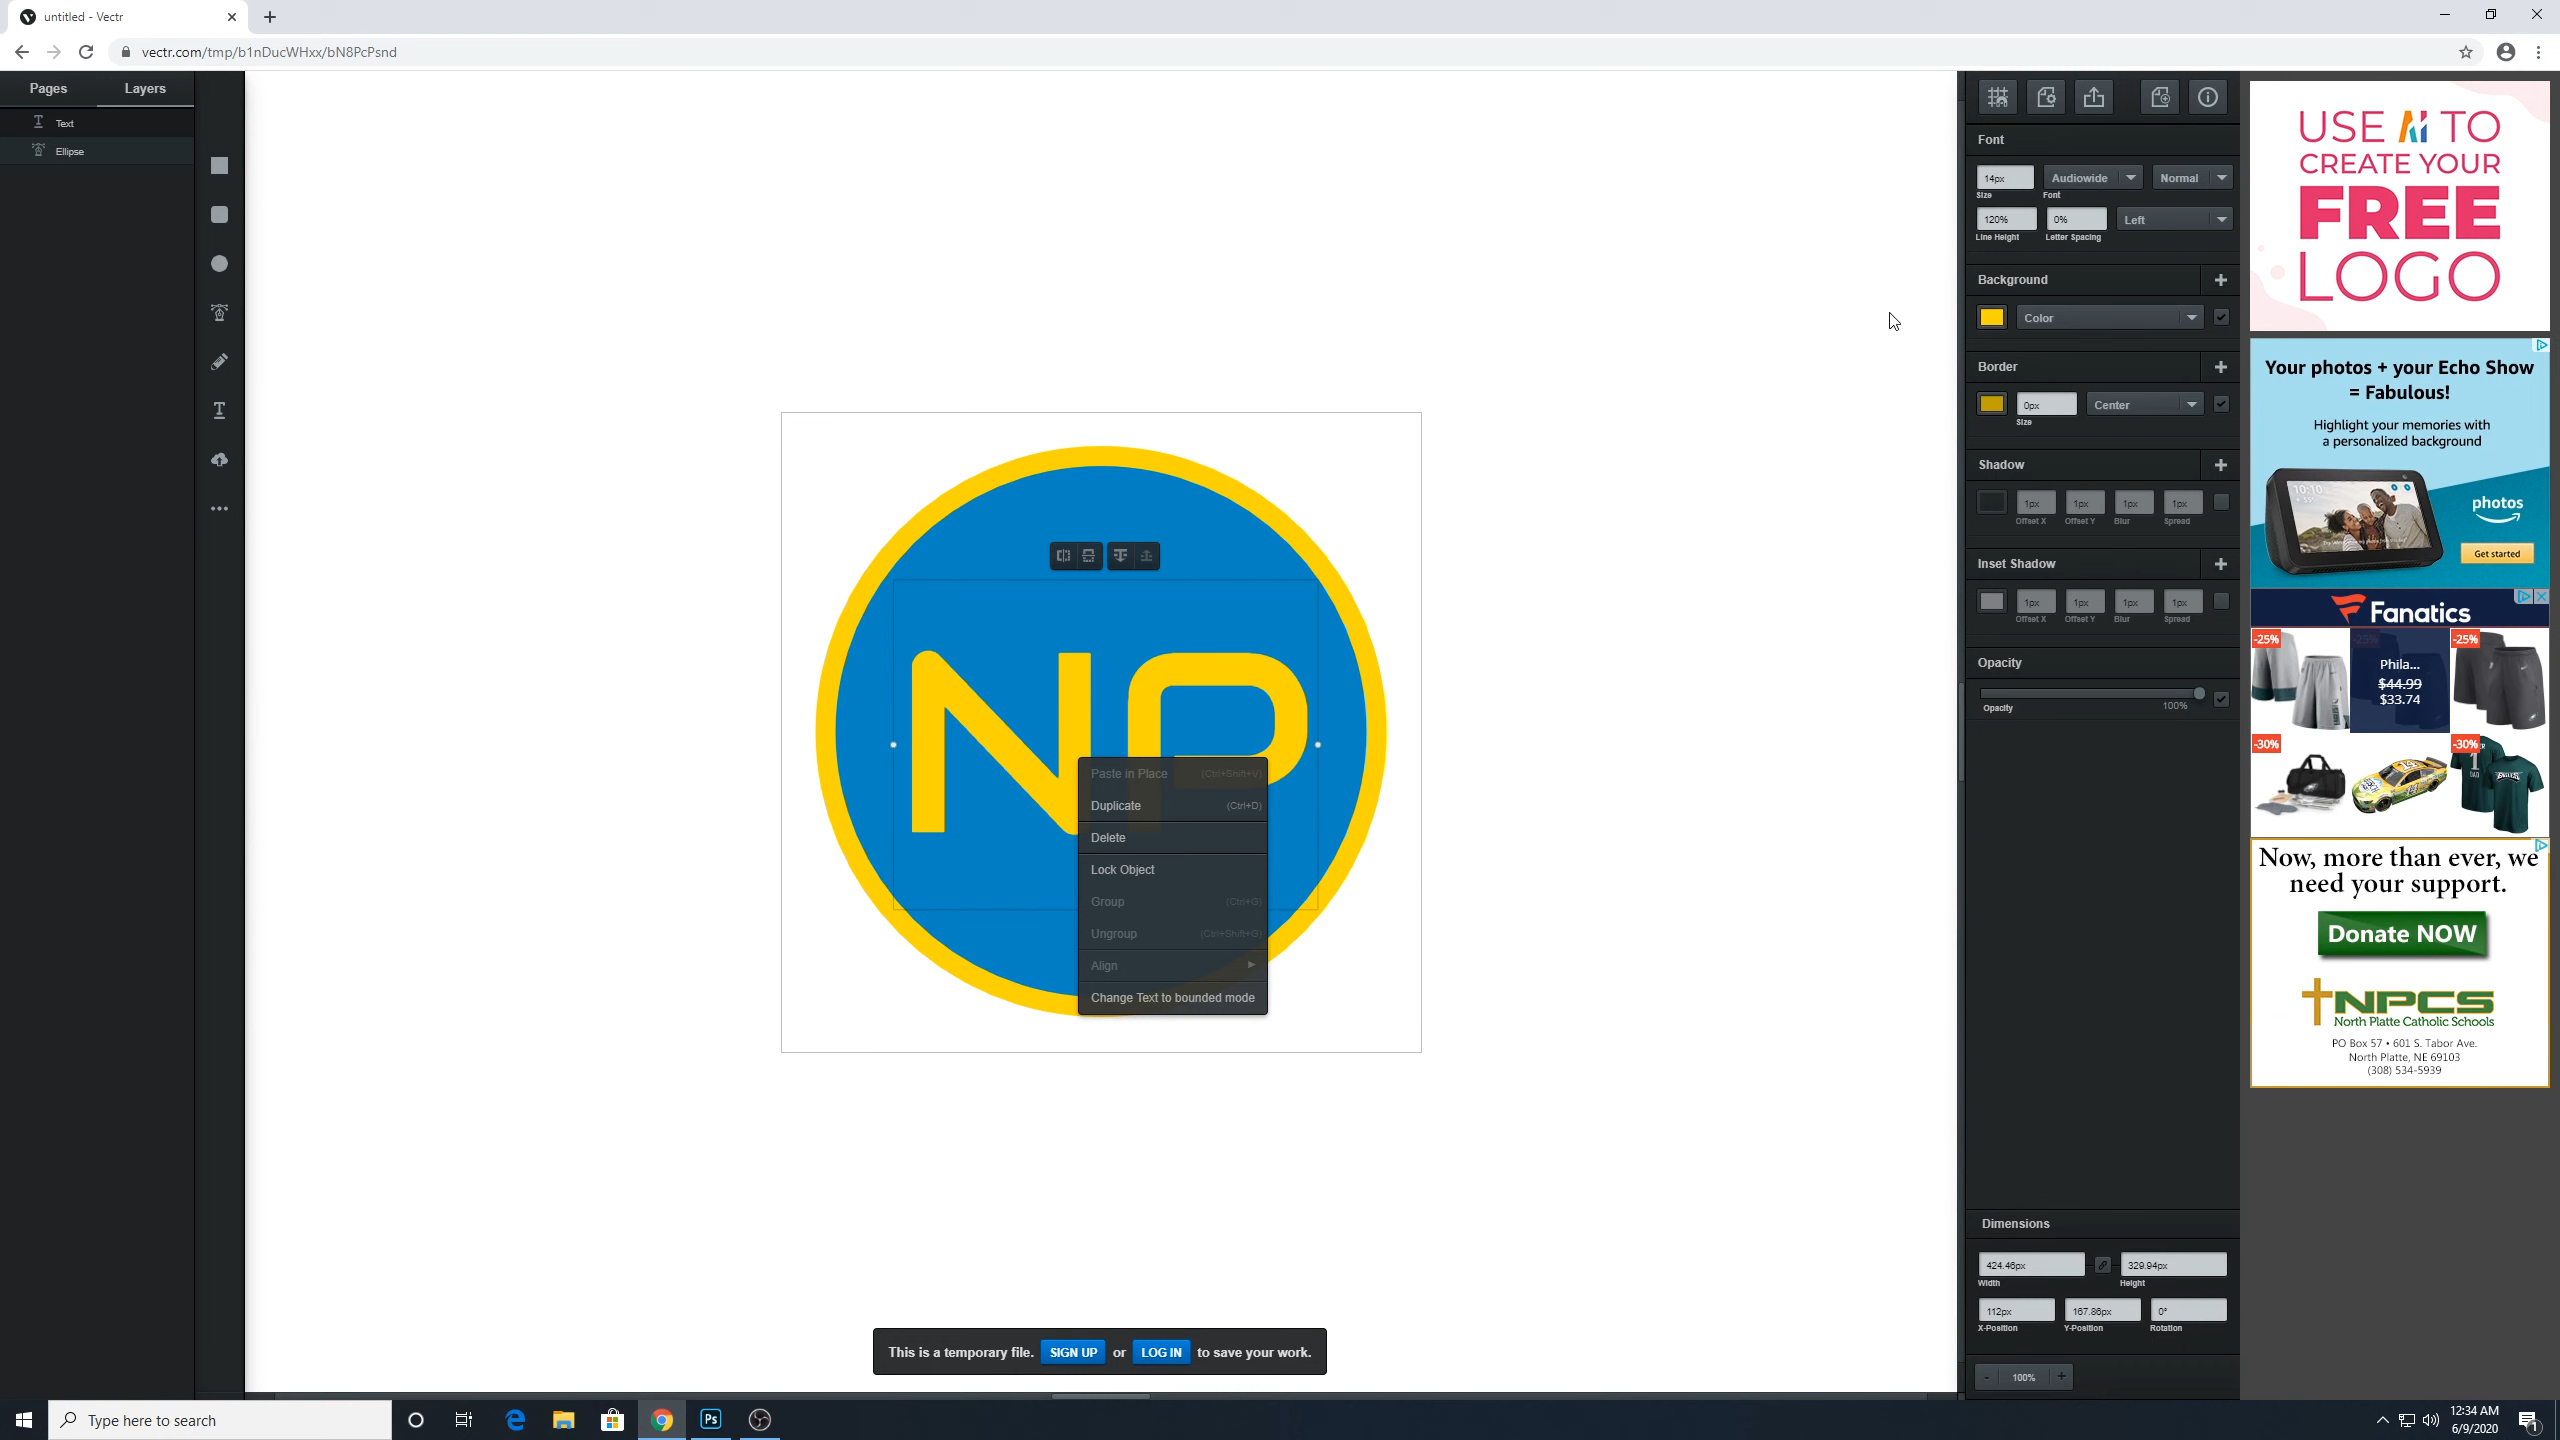 untitled - Vectr
vectr.com/tmp/b1nDucWHxx/bN8PcPsnd
Pages
Layers
Text
Ellipse
NP
Paste in Place (Ctrl+Shift+V)
Duplicate (Ctrl+D)
Delete
Lock Object
Group (Ctrl+G)
Ungroup (Ctrl+Shift+G)
Align
Change Text to bounded mode
This is a temporary file. SIGN UP or LOG IN to save your work.
Font
14px Audiowide Normal
Size Font
120% 0% Left
Line Height Letter Spacing
Background
Color
Border
0px Center
Size
Shadow
1px 1px 1px 1px
Offset X Offset Y Blur Spread
Inset Shadow
1px 1px 1px 1px
Offset X Offset Y Blur Spread
Opacity
Opacity 100%
Dimensions
424.46px 329.94px
Width Height
112px 167.86px 0°
X-Position Y-Position Rotation
- 100% +
USE AI TO
CREATE YOUR
FREE
LOGO
Your photos + your Echo Show
= Fabulous!
Highlight your memories with
a personalized background
10:10
photos
Get started
Fanatics
-25% -25% -25%
Phila...
$44.99
$33.74
-30% -30%
Now, more than ever, we
need your support.
Donate NOW
NPCS
North Platte Catholic Schools
PO Box 57 • 601 S. Tabor Ave.
North Platte, NE 69103
(308) 534-5939
Type here to search
Ps
12:34 AM
6/9/2020
1